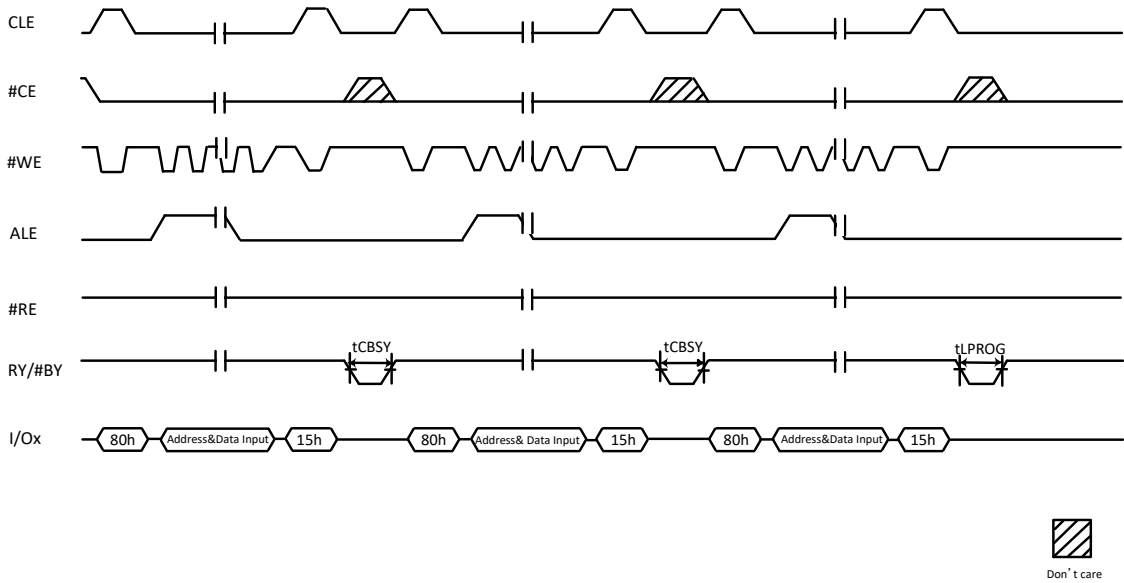 CLE
#CE
#WE
ALE
#RE
RY/#BY
tCBSY
tCBSY
tLPROG
I/Ox
80h
Address&Data Input
15h
80h
Address& Data Input
15h
80h
Address&Data Input
15h
Don’t care